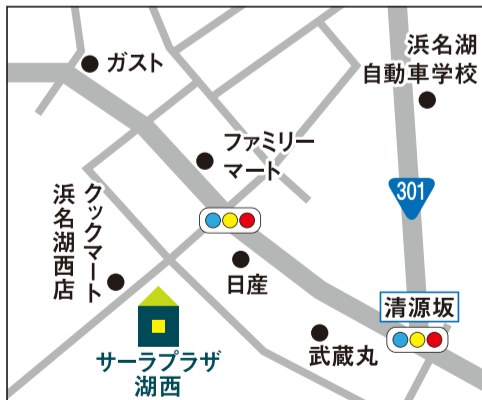 ガスト
浜名湖
自動車学校
ファミリー
マート
301
クックマート
浜名湖西店
日産
清源坂
武蔵丸
サーラプラザ
湖西